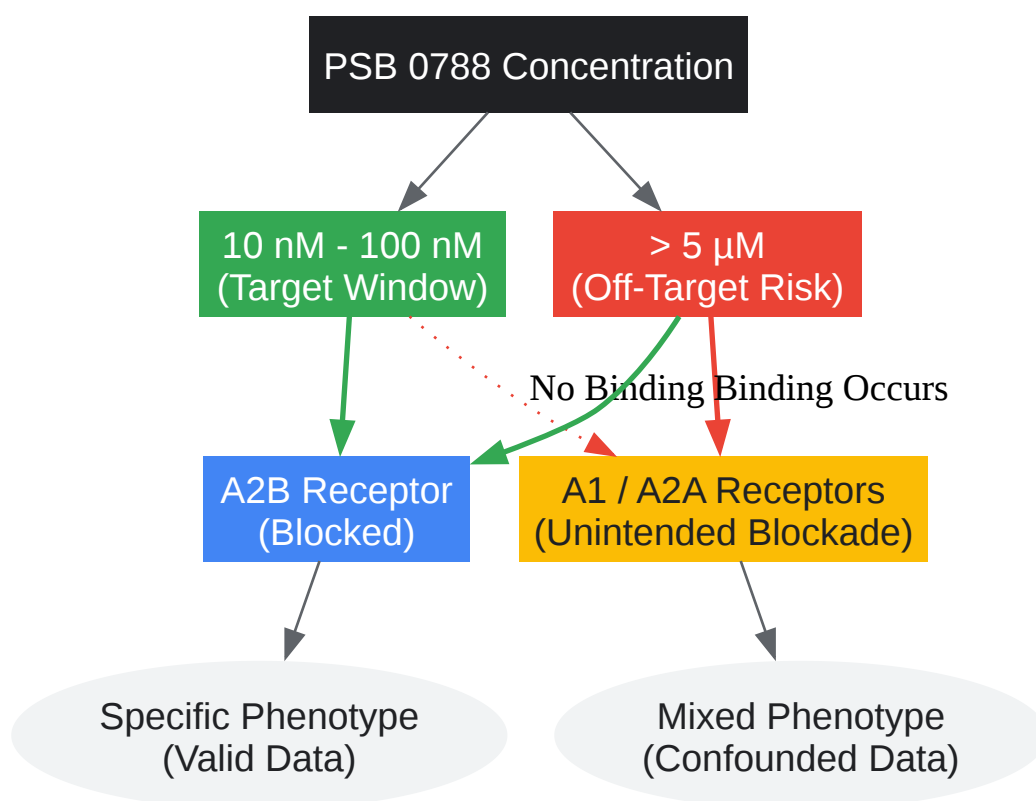 PSB 0788 Concentration
10 nM - 100 nM
(Target Window)
> 5 µM
(Off-Target Risk)
No Binding
Binding Occurs
A2B Receptor
(Blocked)
A1 / A2A Receptors
(Unintended Blockade)
Specific Phenotype
(Valid Data)
Mixed Phenotype
(Confounded Data)